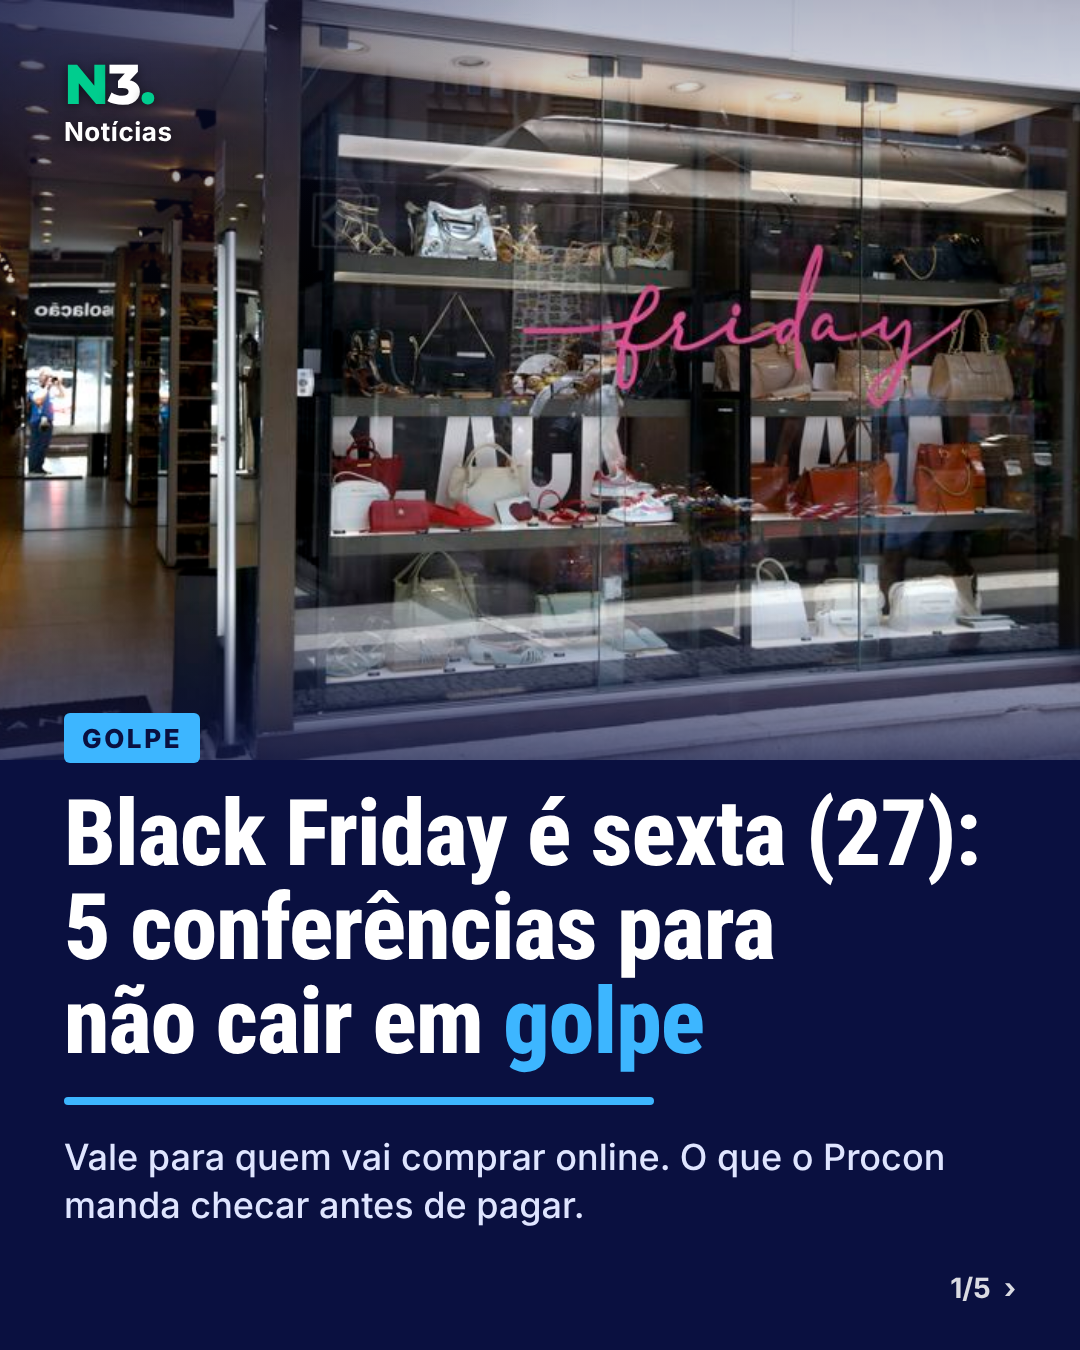 N3.
Notícias
friday
GOLPE
Black Friday é sexta (27):
5 conferências para
não cair em golpe
Vale para quem vai comprar online. O que o Procon
manda checar antes de pagar.
1/5 ›